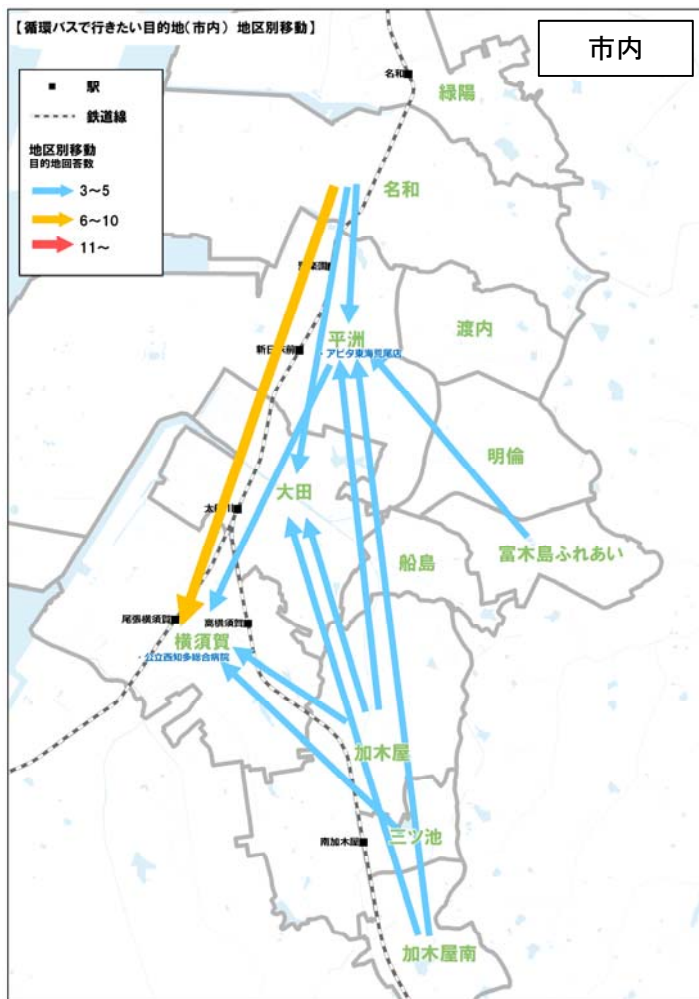 【循環バスで行きたい目的地(市内) 地区別移動】
市内
駅
鉄道線
地区別移動
目的地回答数
3～5
6～10
11～
名和
緑陽
名和
渡内
平洲
・アピタ東海荒尾店
明倫
大田
富木島ふれあい
船島
尾張横須賀
高横須賀
横須賀
・公立西知多総合病院
加木屋
三ツ池
南加木屋
加木屋南